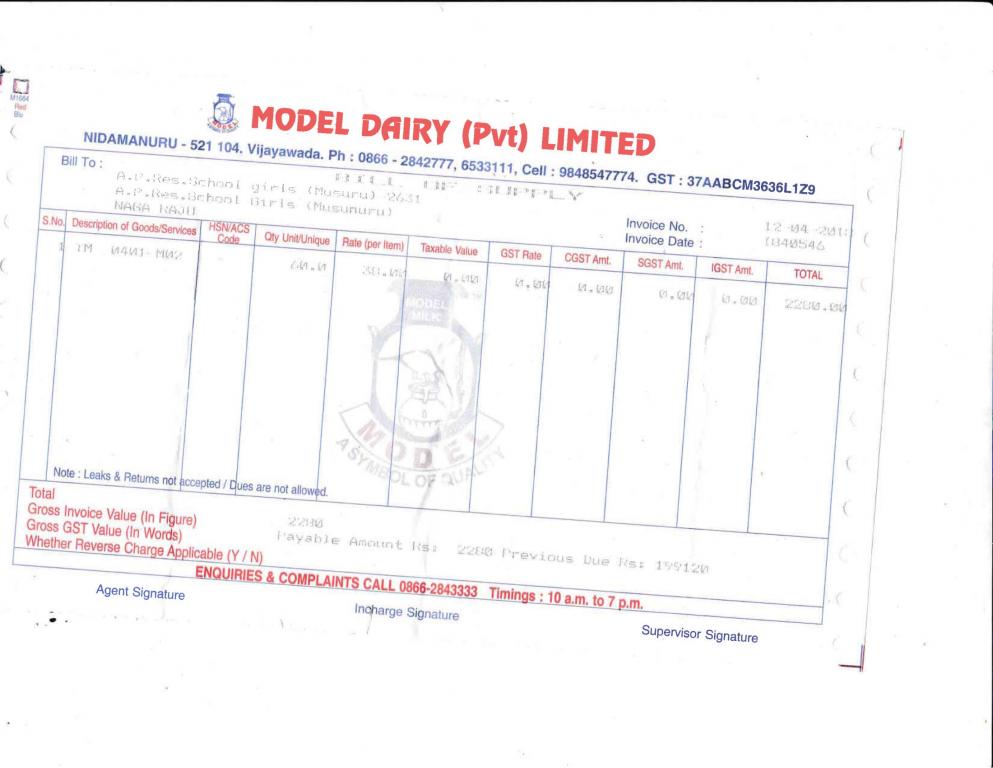 M1664
Red
Blu
MODEL DAIRY (Pvt) LIMITED
NIDAMANURU - 521 104, Vijayawada. Ph : 0866 - 2842777, 6533111, Cell : 9848547774. GST : 37AABCM3636L1Z9
BILL OF SUPPLY
Bill To :
A.P.Res.School girls (Musuru)-2631
A.P.Res.School Girls (Musunuru)
NAGA RAJU
Invoice No. : 12-04-201
Invoice Date : 1840546
S.No. Description of Goods/Services HSN/ACS Code Qty Unit/Unique Rate (per Item) Taxable Value GST Rate CGST Amt. SGST Amt. IGST Amt. TOTAL
1 TM 0401- 60.0 38.00 0.00 0.00 0.00 0.00 0.00 2280.00
MODEL
MILK
MODEL
A SYMBOL OF QUALITY
Note : Leaks & Returns not accepted / Dues are not allowed.
Total
Gross Invoice Value (In Figure) 2280
Gross GST Value (In Words) Payable Amount Rs: 2280 Previous Due Rs: 199120
Whether Reverse Charge Applicable (Y / N)
ENQUIRIES & COMPLAINTS CALL 0866-2843333 Timings : 10 a.m. to 7 p.m.
Agent Signature
Incharge Signature
Supervisor Signature